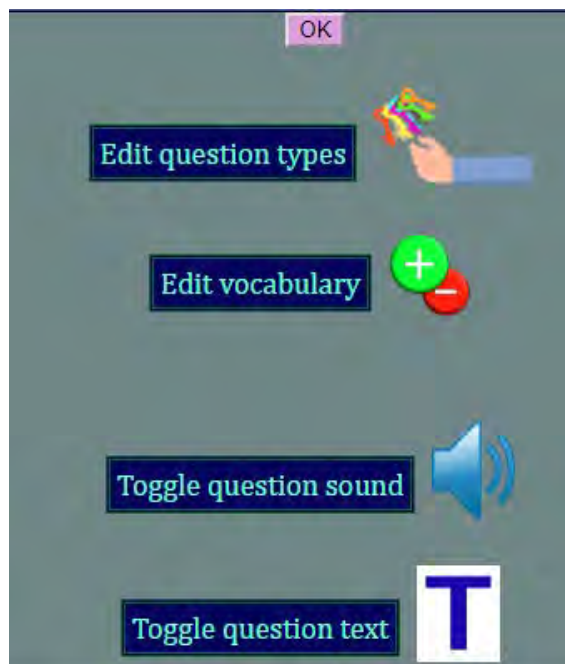 OK
Edit question types
Edit vocabulary
Toggle question sound
Toggle question text
T